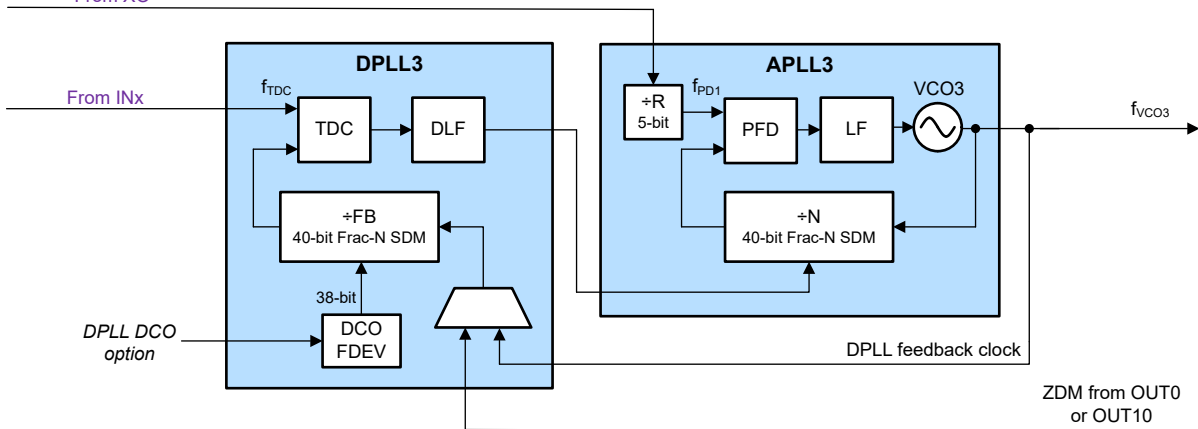 From XO
DPLL3
APLL3
From INx
fTDC
TDC
DLF
÷R
5-bit
fPD1
PFD
LF
VCO3
fVCO3
÷FB
40-bit Frac-N SDM
÷N
40-bit Frac-N SDM
38-bit
DPLL DCO
option
DCO
FDEV
DPLL feedback clock
ZDM from OUT0
or OUT10